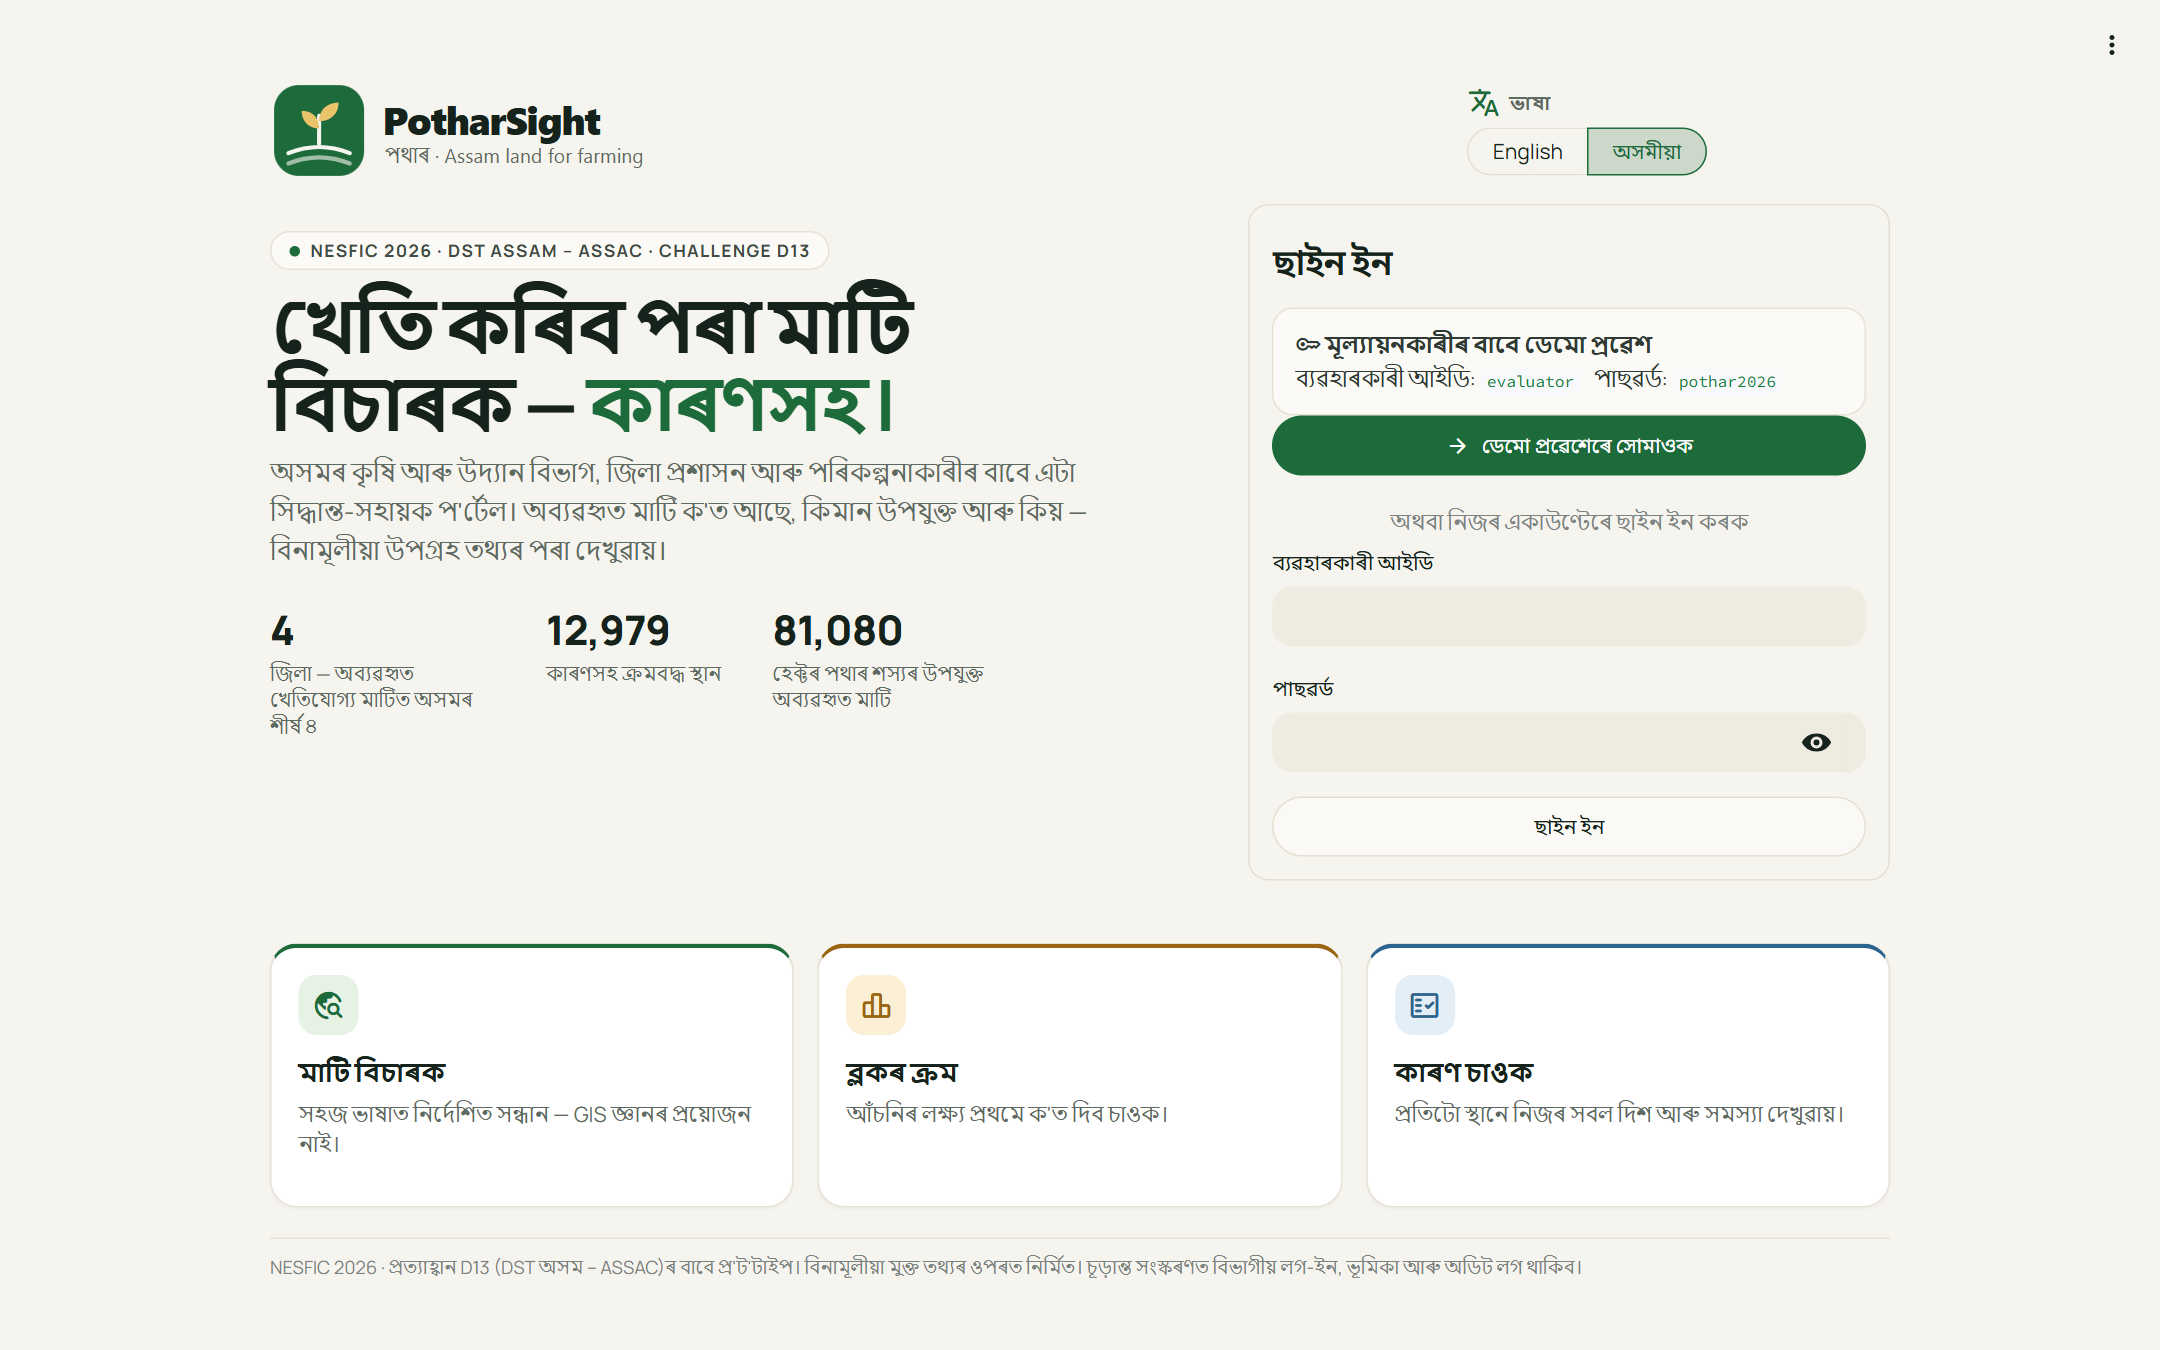 PotharSight
পথাৰ · Assam land for farming
ভাষা
English
অসমীয়া
NESFIC 2026 · DST ASSAM – ASSAC · CHALLENGE D13
খেতি কৰিব পৰা মাটি
বিচাৰক – কাৰণসহ।
অসমৰ কৃষি আৰু উদ্যান বিভাগ, জিলা প্ৰশাসন আৰু পৰিকল্পনাকাৰীৰ বাবে এটা
সিদ্ধান্ত-সহায়ক প'ৰ্টেল। অব্যৱহৃত মাটি ক'ত আছে, কিমান উপযুক্ত আৰু কিয় –
বিনামূলীয়া উপগ্ৰহ তথ্যৰ পৰা দেখুৱায়।
4
জিলা – অব্যৱহৃত
খেতিযোগ্য মাটিত অসমৰ
শীৰ্ষ ৪
12,979
কাৰণসহ ক্ৰমবদ্ধ স্থান
81,080
হেক্টৰ পথাৰ শস্যৰ উপযুক্ত
অব্যৱহৃত মাটি
ছাইন ইন
মূল্যায়নকাৰীৰ বাবে ডেমো প্ৰৱেশ
ব্যৱহাৰকাৰী আইডি: evaluator পাছৱৰ্ড: pothar2026
ডেমো প্ৰৱেশেৰে সোমাওক
অথবা নিজৰ একাউণ্টেৰে ছাইন ইন কৰক
ব্যৱহাৰকাৰী আইডি
পাছৱৰ্ড
ছাইন ইন
মাটি বিচাৰক
সহজ ভাষাত নিৰ্দেশিত সন্ধান – GIS জ্ঞানৰ প্ৰয়োজন
নাই।
ব্লকৰ ক্ৰম
আঁচনিৰ লক্ষ্য প্ৰথমে ক'ত দিব চাওক।
কাৰণ চাওক
প্ৰতিটো স্থানে নিজৰ সবল দিশ আৰু সমস্যা দেখুৱায়।
NESFIC 2026 · প্ৰত্যাহ্বান D13 (DST অসম – ASSAC)ৰ বাবে প্ৰ'ট'টাইপ। বিনামূলীয়া মুক্ত তথ্যৰ ওপৰত নিৰ্মিত। চূড়ান্ত সংস্কৰণত বিভাগীয় লগ-ইন, ভূমিকা আৰু অডিট লগ থাকিব।